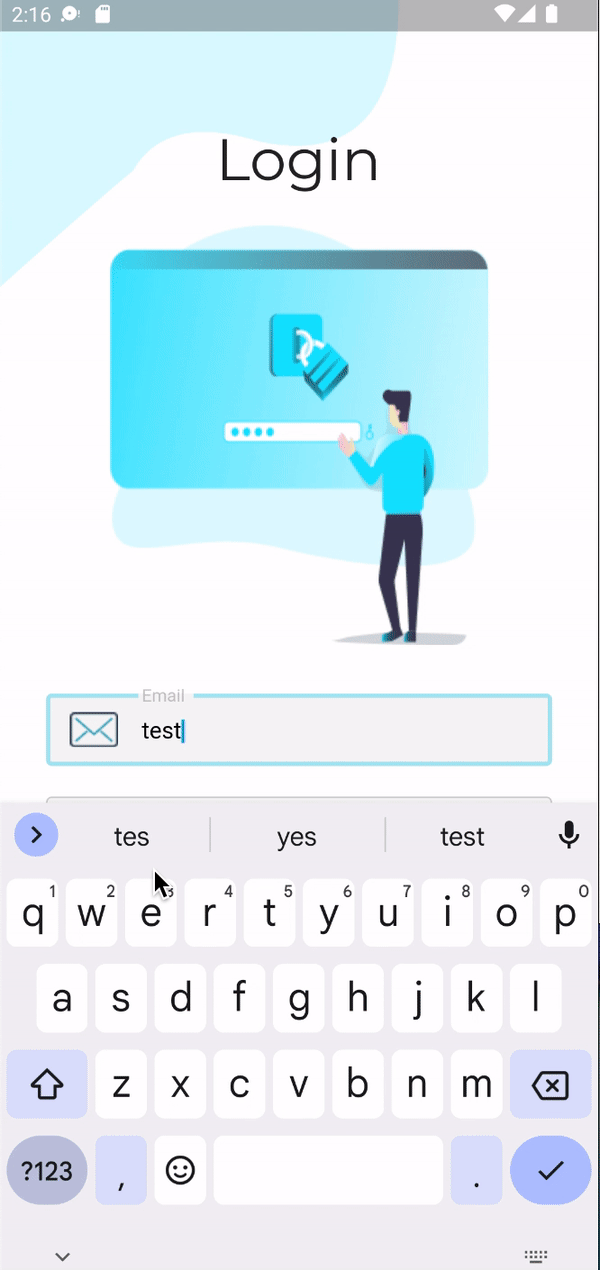 2:16
Login
Email
test
tes yes test
1 2 3 4 5 6 7 8 9 0
q w e r t y u i o p
a s d f g h j k l
z x c v b n m
?123 , .